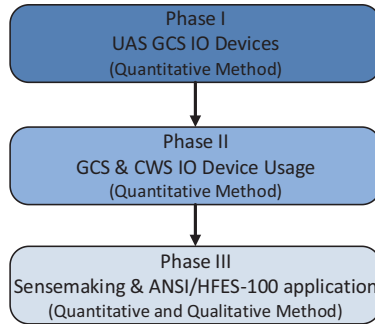 Phase I
UAS GCS IO Devices
(Quantitative Method)
Phase II
GCS & CWS IO Device Usage
(Quantitative Method)
Phase III
Sensemaking & ANSI/HFES-100 application
(Quantitative and Qualitative Method)